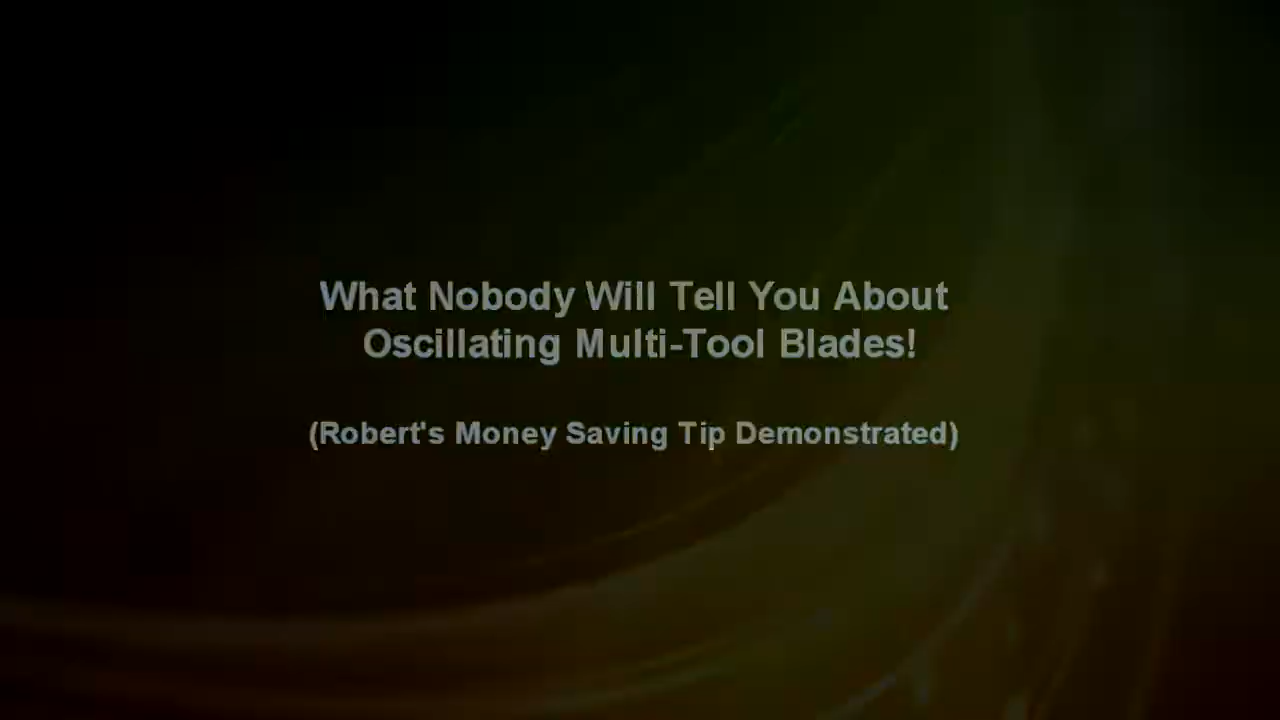 What Nobody Will Tell You About
Oscillating Multi-Tool Blades!
(Robert's Money Saving Tip Demonstrated)